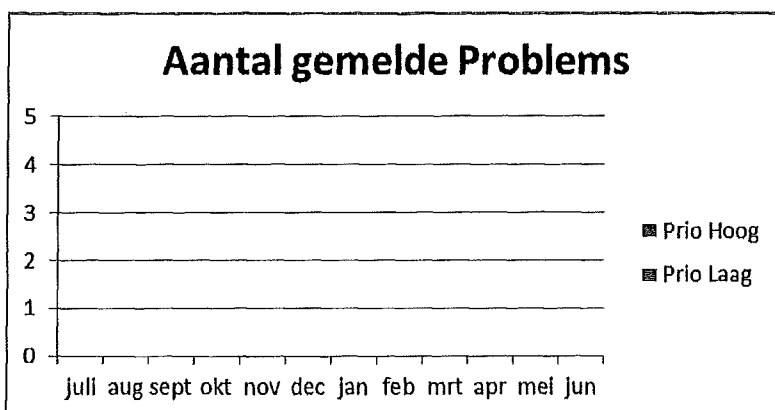 Aantal gemelde Problems
5
4
3
2
1
0
Prio Hoog
Prio Laag
juli aug sept okt nov dec jan feb mrt apr mei jun